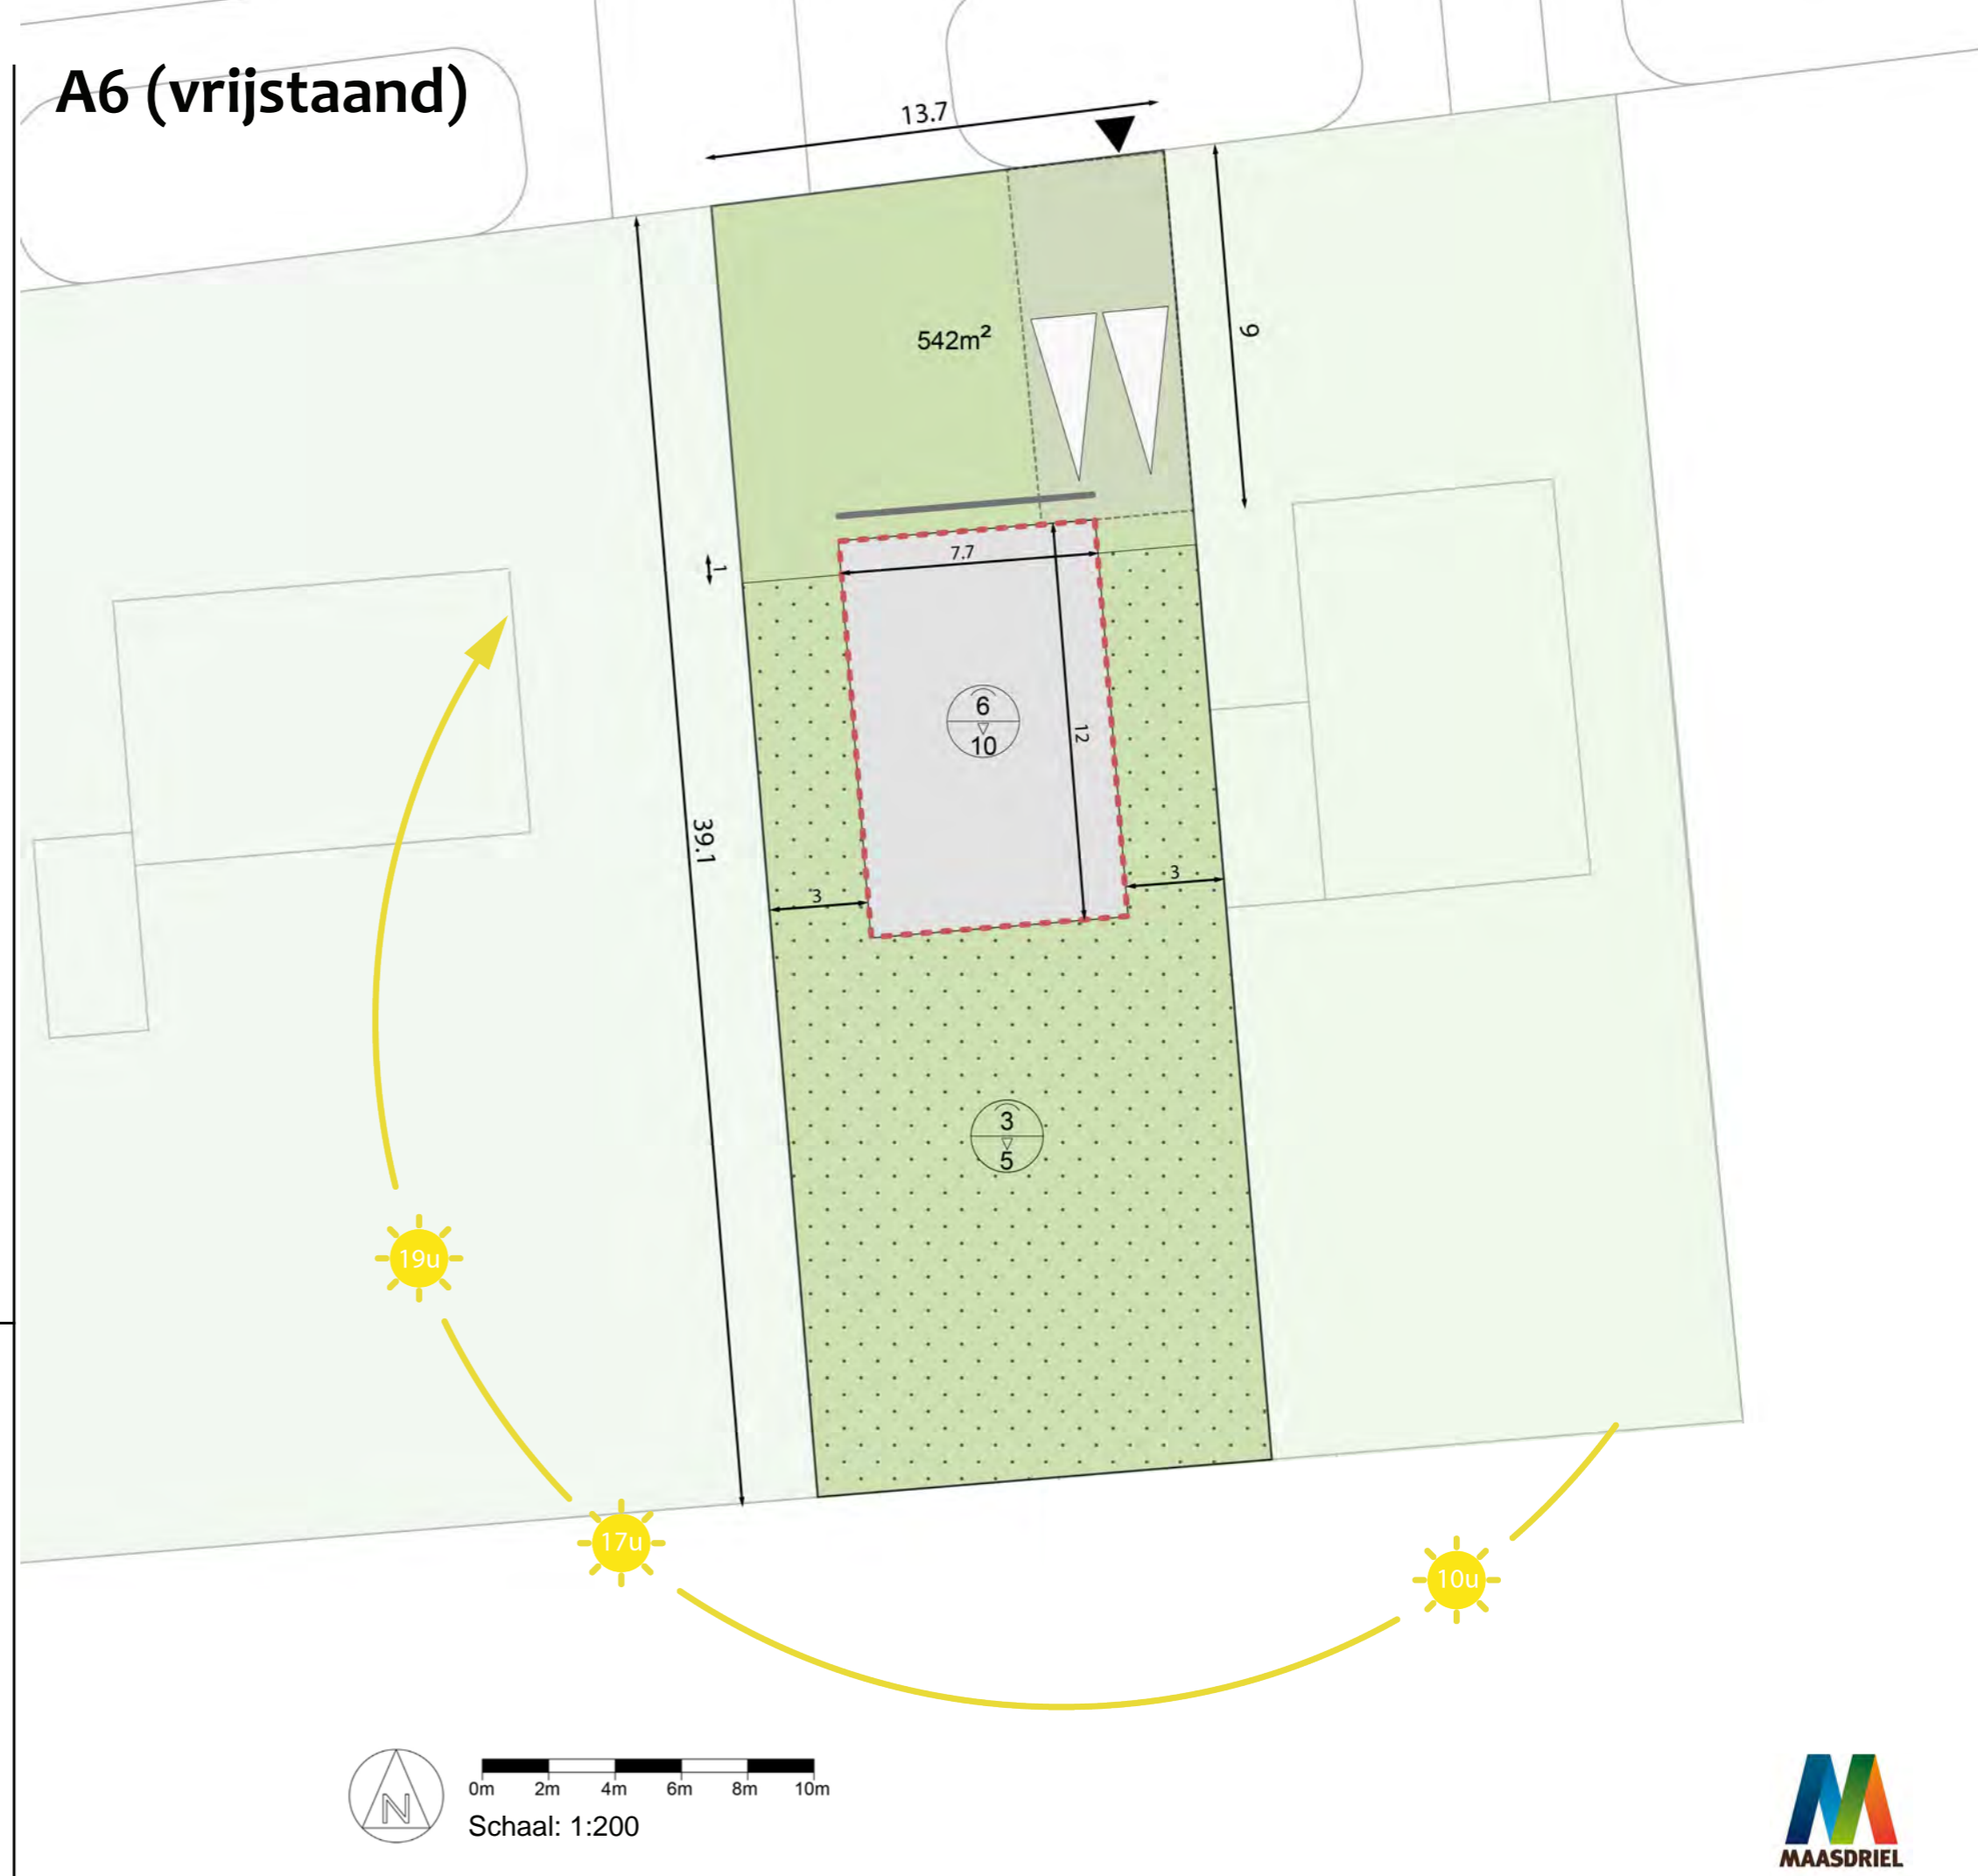 A6 (vrijstaand)
13.7
9
542m²
1
7.7
6
10
12
39.1
3
3
3
5
19u
17u
10u
N
0m 2m 4m 6m 8m 10m
Schaal: 1:200
MAASDRIEL